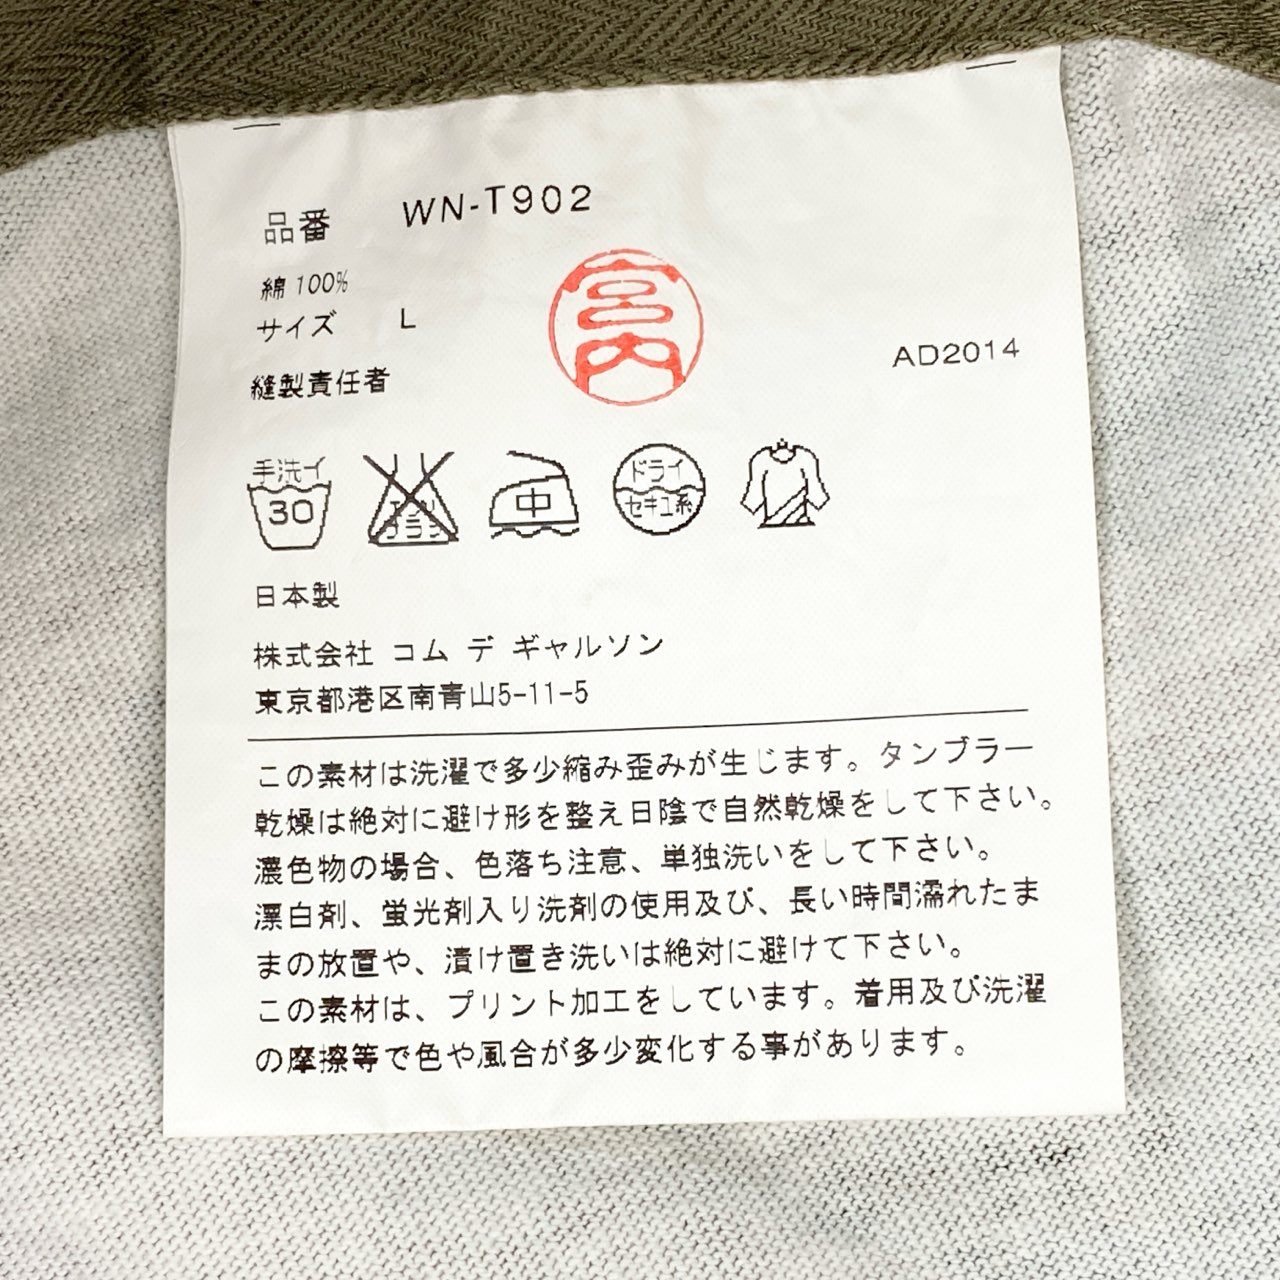 品番 WN-T902
綿 100%
サイズ L
宮内
AD2014
縫製責任者
手洗イ
30
エンソ
サラシ
中
ドライ
セキユ系
日本製
株式会社 コム デ ギャルソン
東京都港区南青山5-11-5
この素材は洗濯で多少縮み歪みが生じます。タンブラー
乾燥は絶対に避け形を整え日陰で自然乾燥をして下さい。
濃色物の場合、色落ち注意、単独洗いをして下さい。
漂白剤、蛍光剤入り洗剤の使用及び、長い時間濡れたま
まの放置や、漬け置き洗いは絶対に避けて下さい。
この素材は、プリント加工をしています。着用及び洗濯
の摩擦等で色や風合が多少変化する事があります。